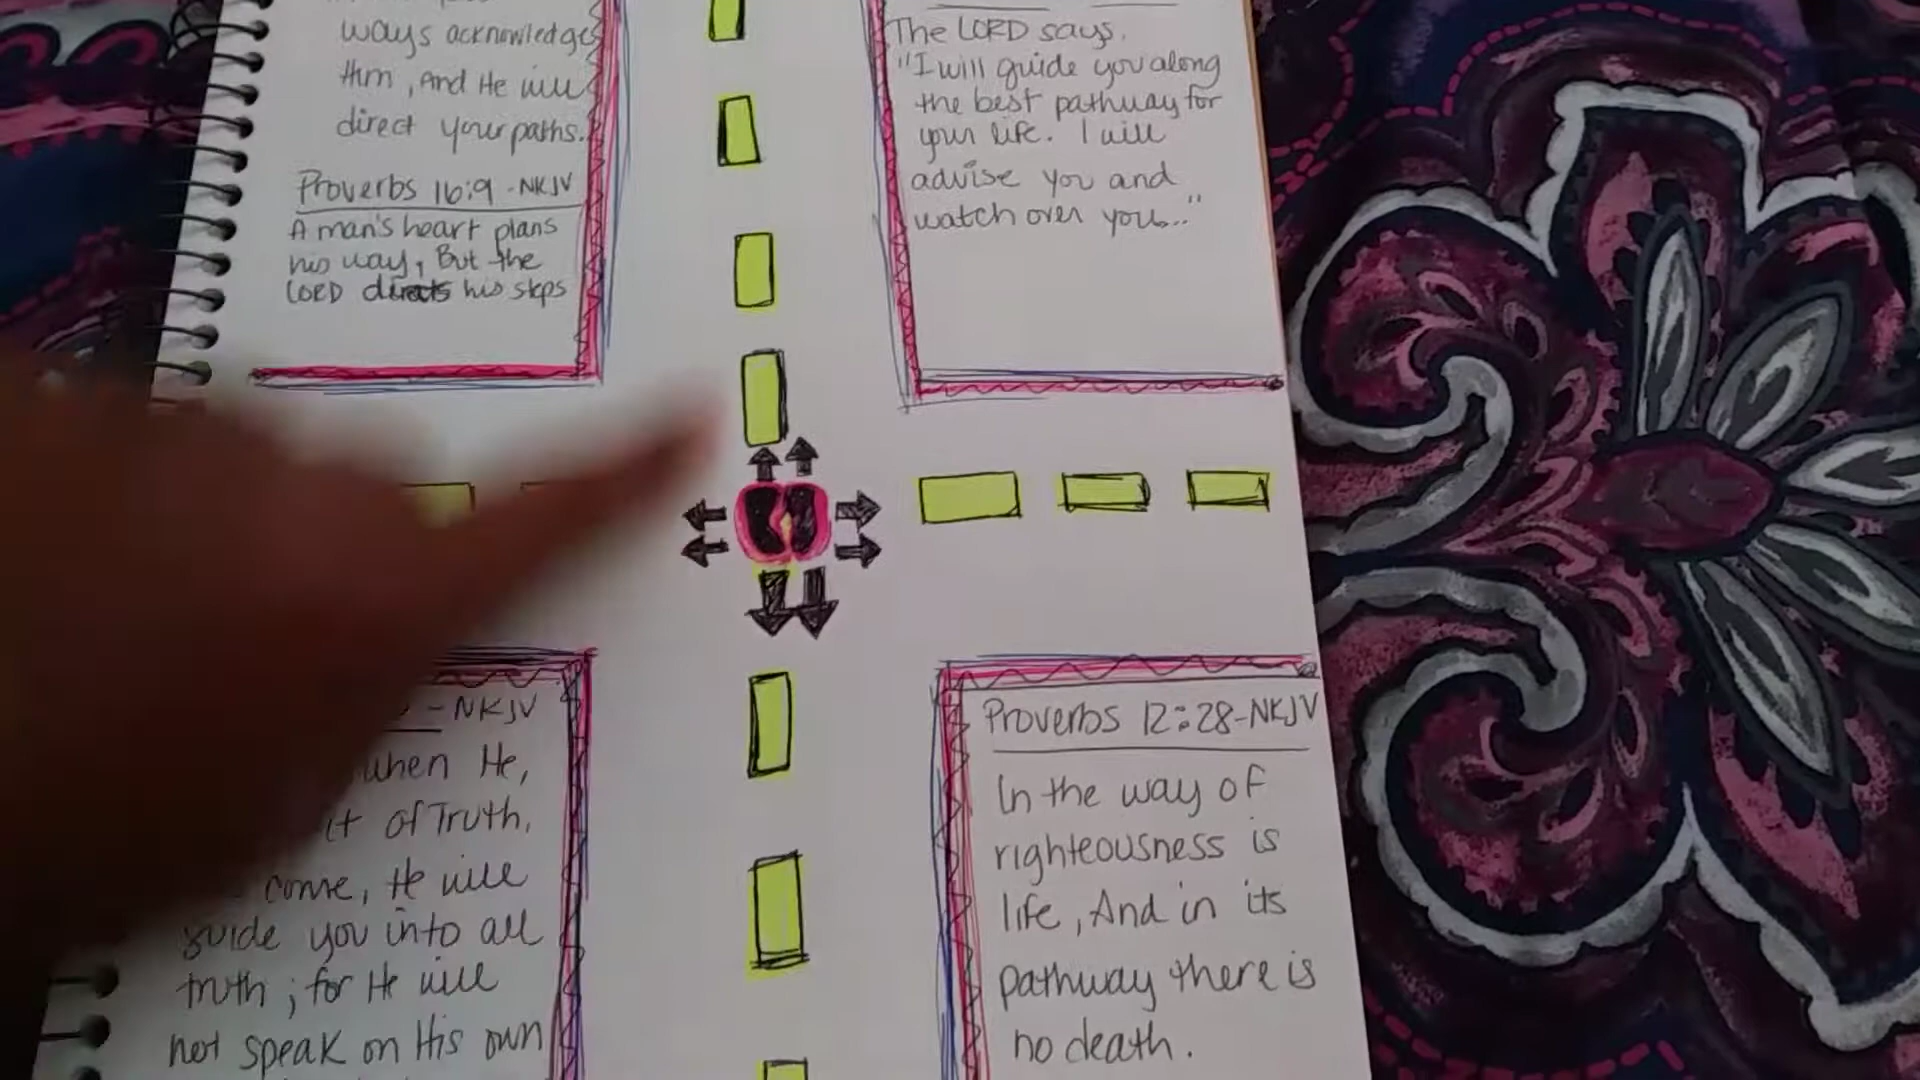 ways acknowledge
Him, And He will
direct your paths.
Proverbs 16:9 - NKJV
A man's heart plans
his way, But the
LORD directs his steps
The LORD says,
"I will guide you along
the best pathway for
your life. I will
advise you and
watch over you..."
- NKJV
when He,
of Truth,
come, He will
guide you into all
truth; for He will
not speak on His own
Proverbs 12:28-NKJV
In the way of
righteousness is
life, And in its
pathway there is
no death.